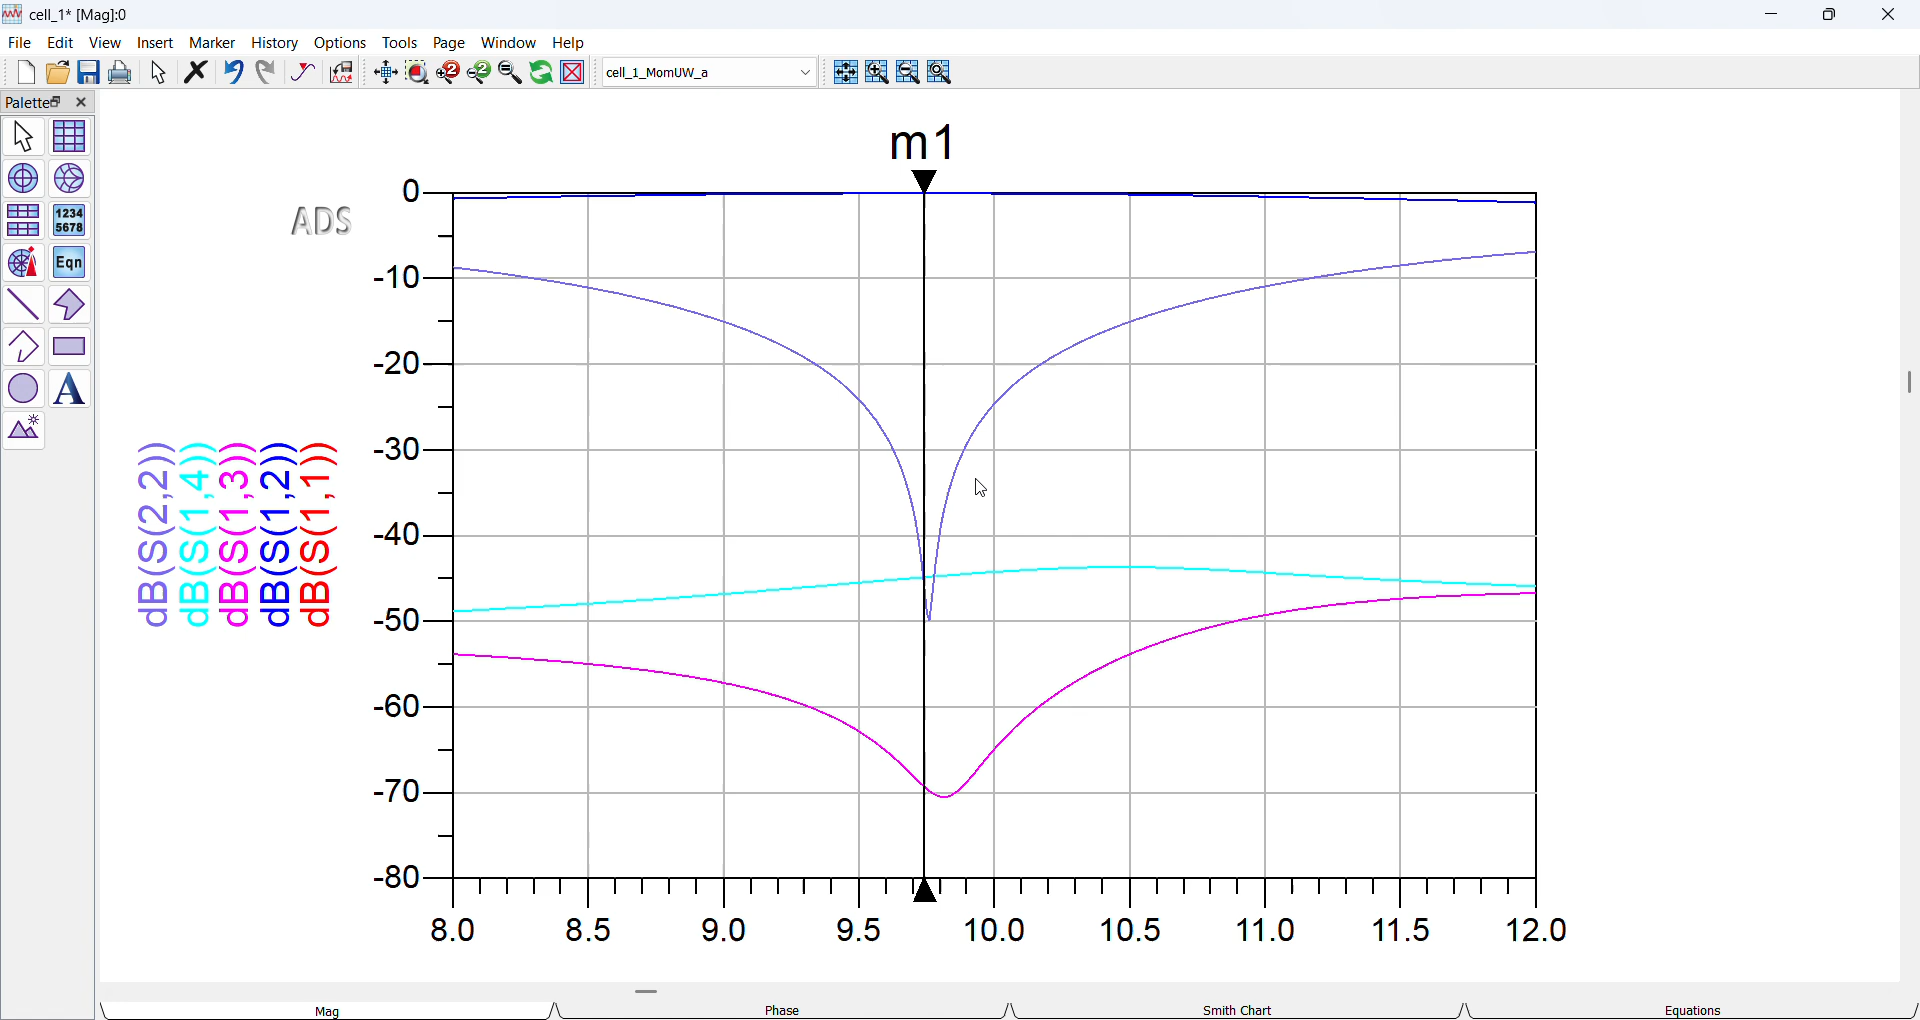 cell_1* [Mag]:0
File Edit View Insert Marker History Options Tools Page Window Help
cell_1_MomUW_a
Palette
1234
5678
Eqn
A
m1
ADS
0
-10
-20
-30
-40
-50
-60
-70
-80
dB(S(2,2))
dB(S(1,4))
dB(S(1,3))
dB(S(1,2))
dB(S(1,1))
8.0 8.5 9.0 9.5 10.0 10.5 11.0 11.5 12.0
Mag Phase Smith Chart Equations